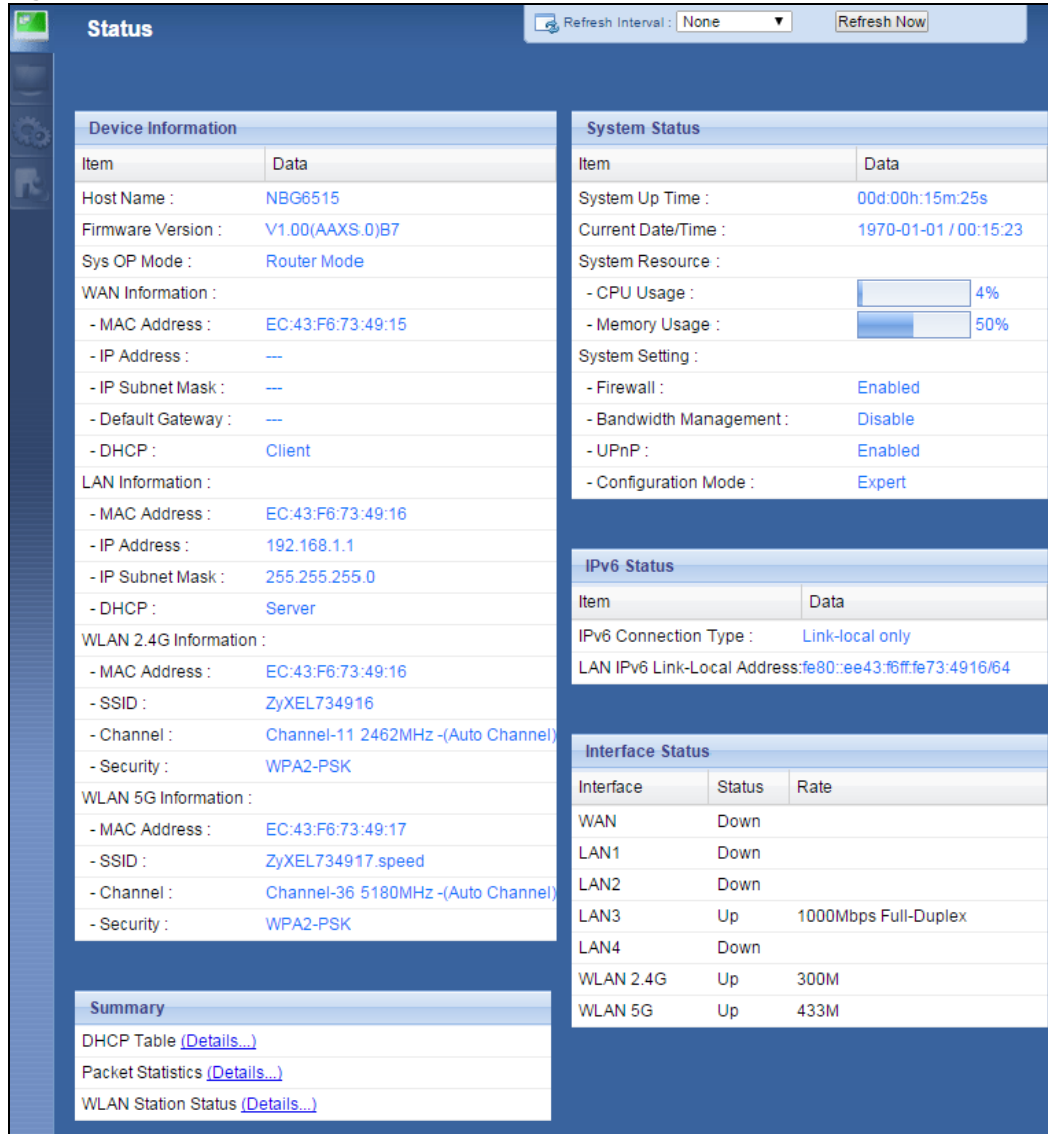 Status
Refresh Interval : None
Refresh Now
Device Information
Item Data
Host Name : NBG6515
Firmware Version : V1.00(AAXS.0)B7
Sys OP Mode : Router Mode
WAN Information :
- MAC Address : EC:43:F6:73:49:15
- IP Address : ---
- IP Subnet Mask : ---
- Default Gateway : ---
- DHCP : Client
LAN Information :
- MAC Address : EC:43:F6:73:49:16
- IP Address : 192.168.1.1
- IP Subnet Mask : 255.255.255.0
- DHCP : Server
WLAN 2.4G Information :
- MAC Address : EC:43:F6:73:49:16
- SSID : ZyXEL734916
- Channel : Channel-11 2462MHz -(Auto Channel)
- Security : WPA2-PSK
WLAN 5G Information :
- MAC Address : EC:43:F6:73:49:17
- SSID : ZyXEL734917.speed
- Channel : Channel-36 5180MHz -(Auto Channel)
- Security : WPA2-PSK
Summary
DHCP Table (Details...)
Packet Statistics (Details...)
WLAN Station Status (Details...)
System Status
Item Data
System Up Time : 00d:00h:15m:25s
Current Date/Time : 1970-01-01 / 00:15:23
System Resource :
- CPU Usage : 4%
- Memory Usage : 50%
System Setting :
- Firewall : Enabled
- Bandwidth Management : Disable
- UPnP : Enabled
- Configuration Mode : Expert
IPv6 Status
Item Data
IPv6 Connection Type : Link-local only
LAN IPv6 Link-Local Address:fe80::ee43:f6ff:fe73:4916/64
Interface Status
Interface Status Rate
WAN Down
LAN1 Down
LAN2 Down
LAN3 Up 1000Mbps Full-Duplex
LAN4 Down
WLAN 2.4G Up 300M
WLAN 5G Up 433M